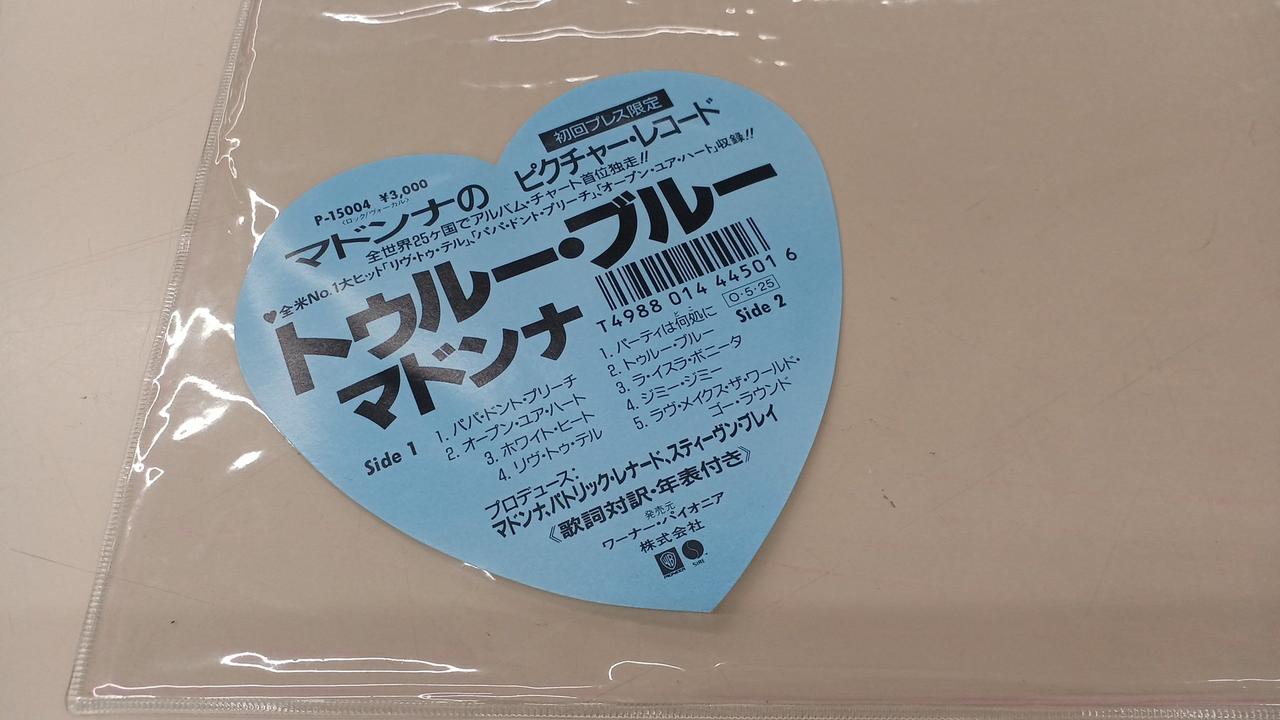 初回プレス限定
P-15004 ¥3,000
〈ロック/ヴォーカル〉
マドンナの ピクチャー・レコード
全世界25ヶ国でアルバム・チャート首位独走!!
♥全米No.1大ヒット「リヴ・トゥ・テル」、「パパ・ドント・プリーチ」、「オープン・ユア・ハート」収録!!
トゥルー・ブルー
マドンナ
T4988 014 44501 6
O・5・25
Side 1
1. パパ・ドント・プリーチ
2. オープン・ユア・ハート
3. ホワイト・ヒート
4. リヴ・トゥ・テル
Side 2
1. パーティは何処に
2. トゥルー・ブルー
3. ラ・イスラ・ボニータ
4. ジミー・ジミー
5. ラヴ・メイクス・ザ・ワールド・
ゴー・ラウンド
プロデュース:
マドンナ、パトリック・レナード、スティーヴン・ブレイ
《歌詞対訳・年表付き》
発売元
ワーナー・パイオニア
株式会社
WB
PIONEER
SIRE